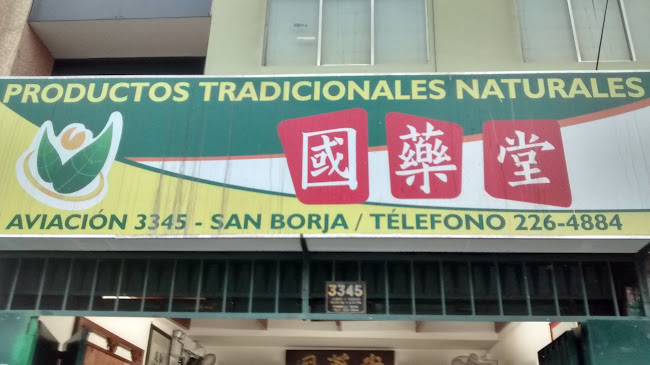 PRODUCTOS TRADICIONALES NATURALES
國藥堂
AVIACIÓN 3345 - SAN BORJA / TÉLEFONO 226-4884
3345